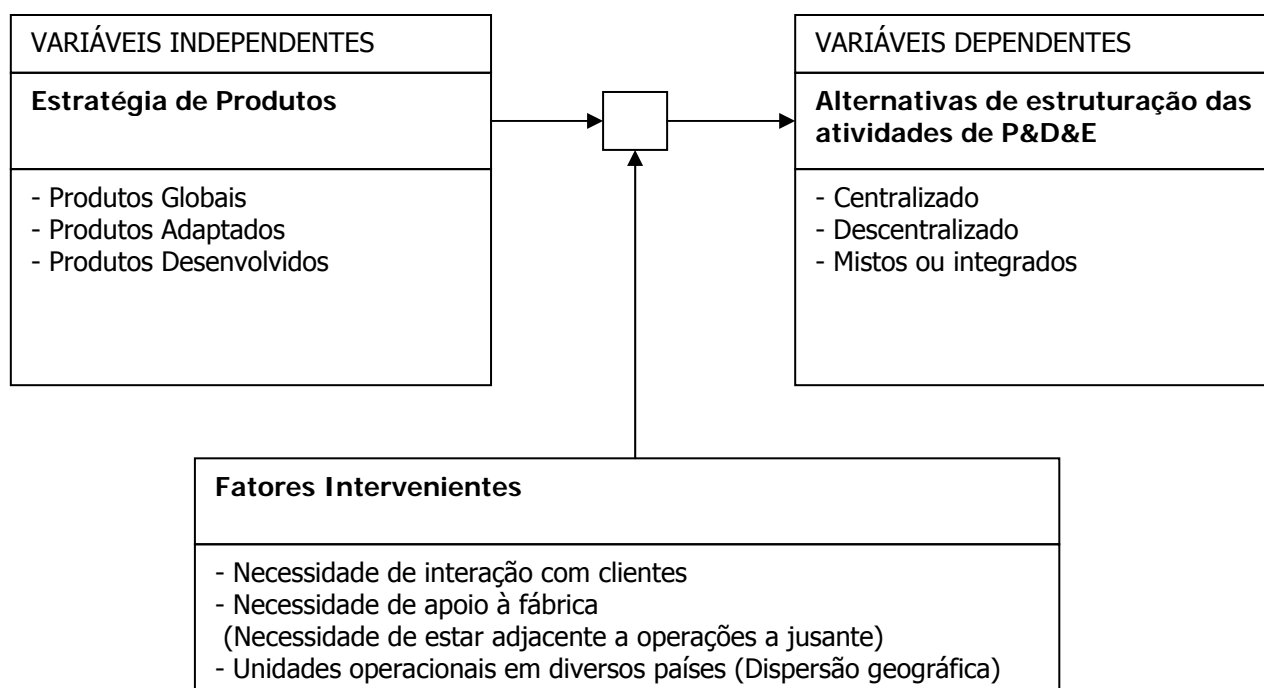 VARIÁVEIS INDEPENDENTES
Estratégia de Produtos
- Produtos Globais
- Produtos Adaptados
- Produtos Desenvolvidos
VARIÁVEIS DEPENDENTES
Alternativas de estruturação das
atividades de P&D&E
- Centralizado
- Descentralizado
- Mistos ou integrados
Fatores Intervenientes
- Necessidade de interação com clientes
- Necessidade de apoio à fábrica
(Necessidade de estar adjacente a operações a jusante)
- Unidades operacionais em diversos países (Dispersão geográfica)